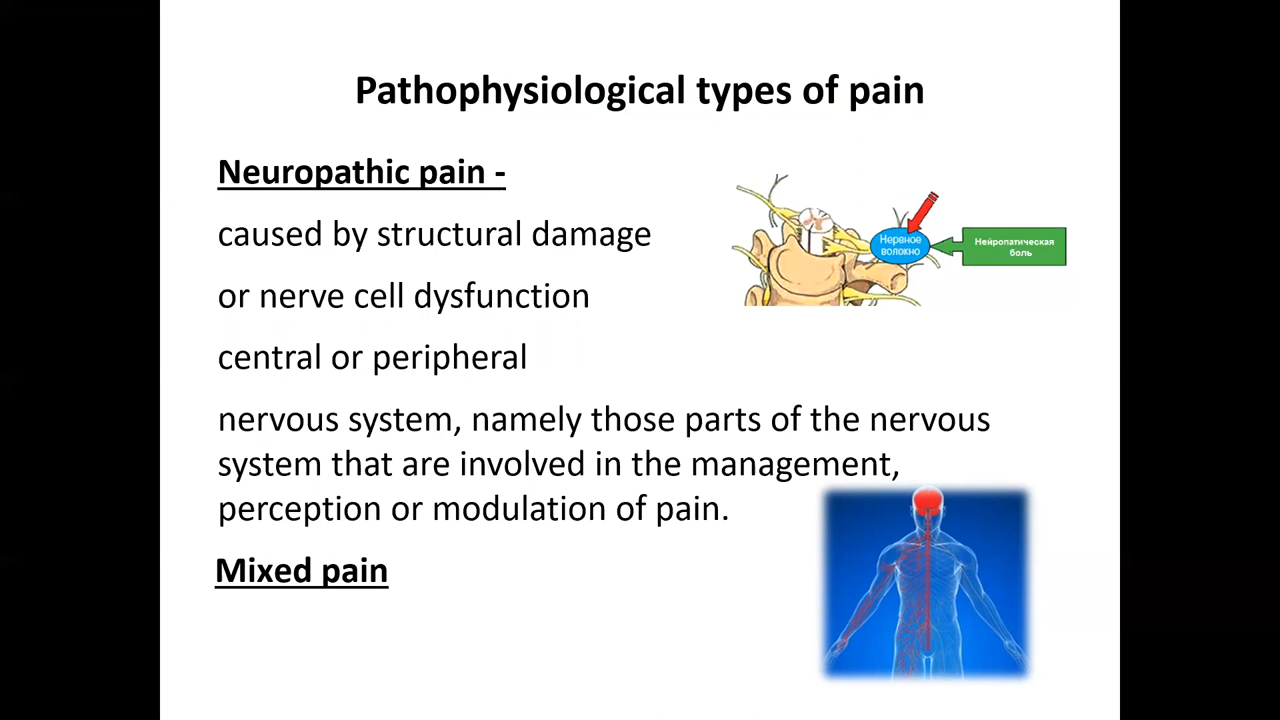 Pathophysiological types of pain
Neuropathic pain -
caused by structural damage
or nerve cell dysfunction
central or peripheral
nervous system, namely those parts of the nervous
system that are involved in the management,
perception or modulation of pain.
Mixed pain
Нервное
волокно
Нейропатическая
боль